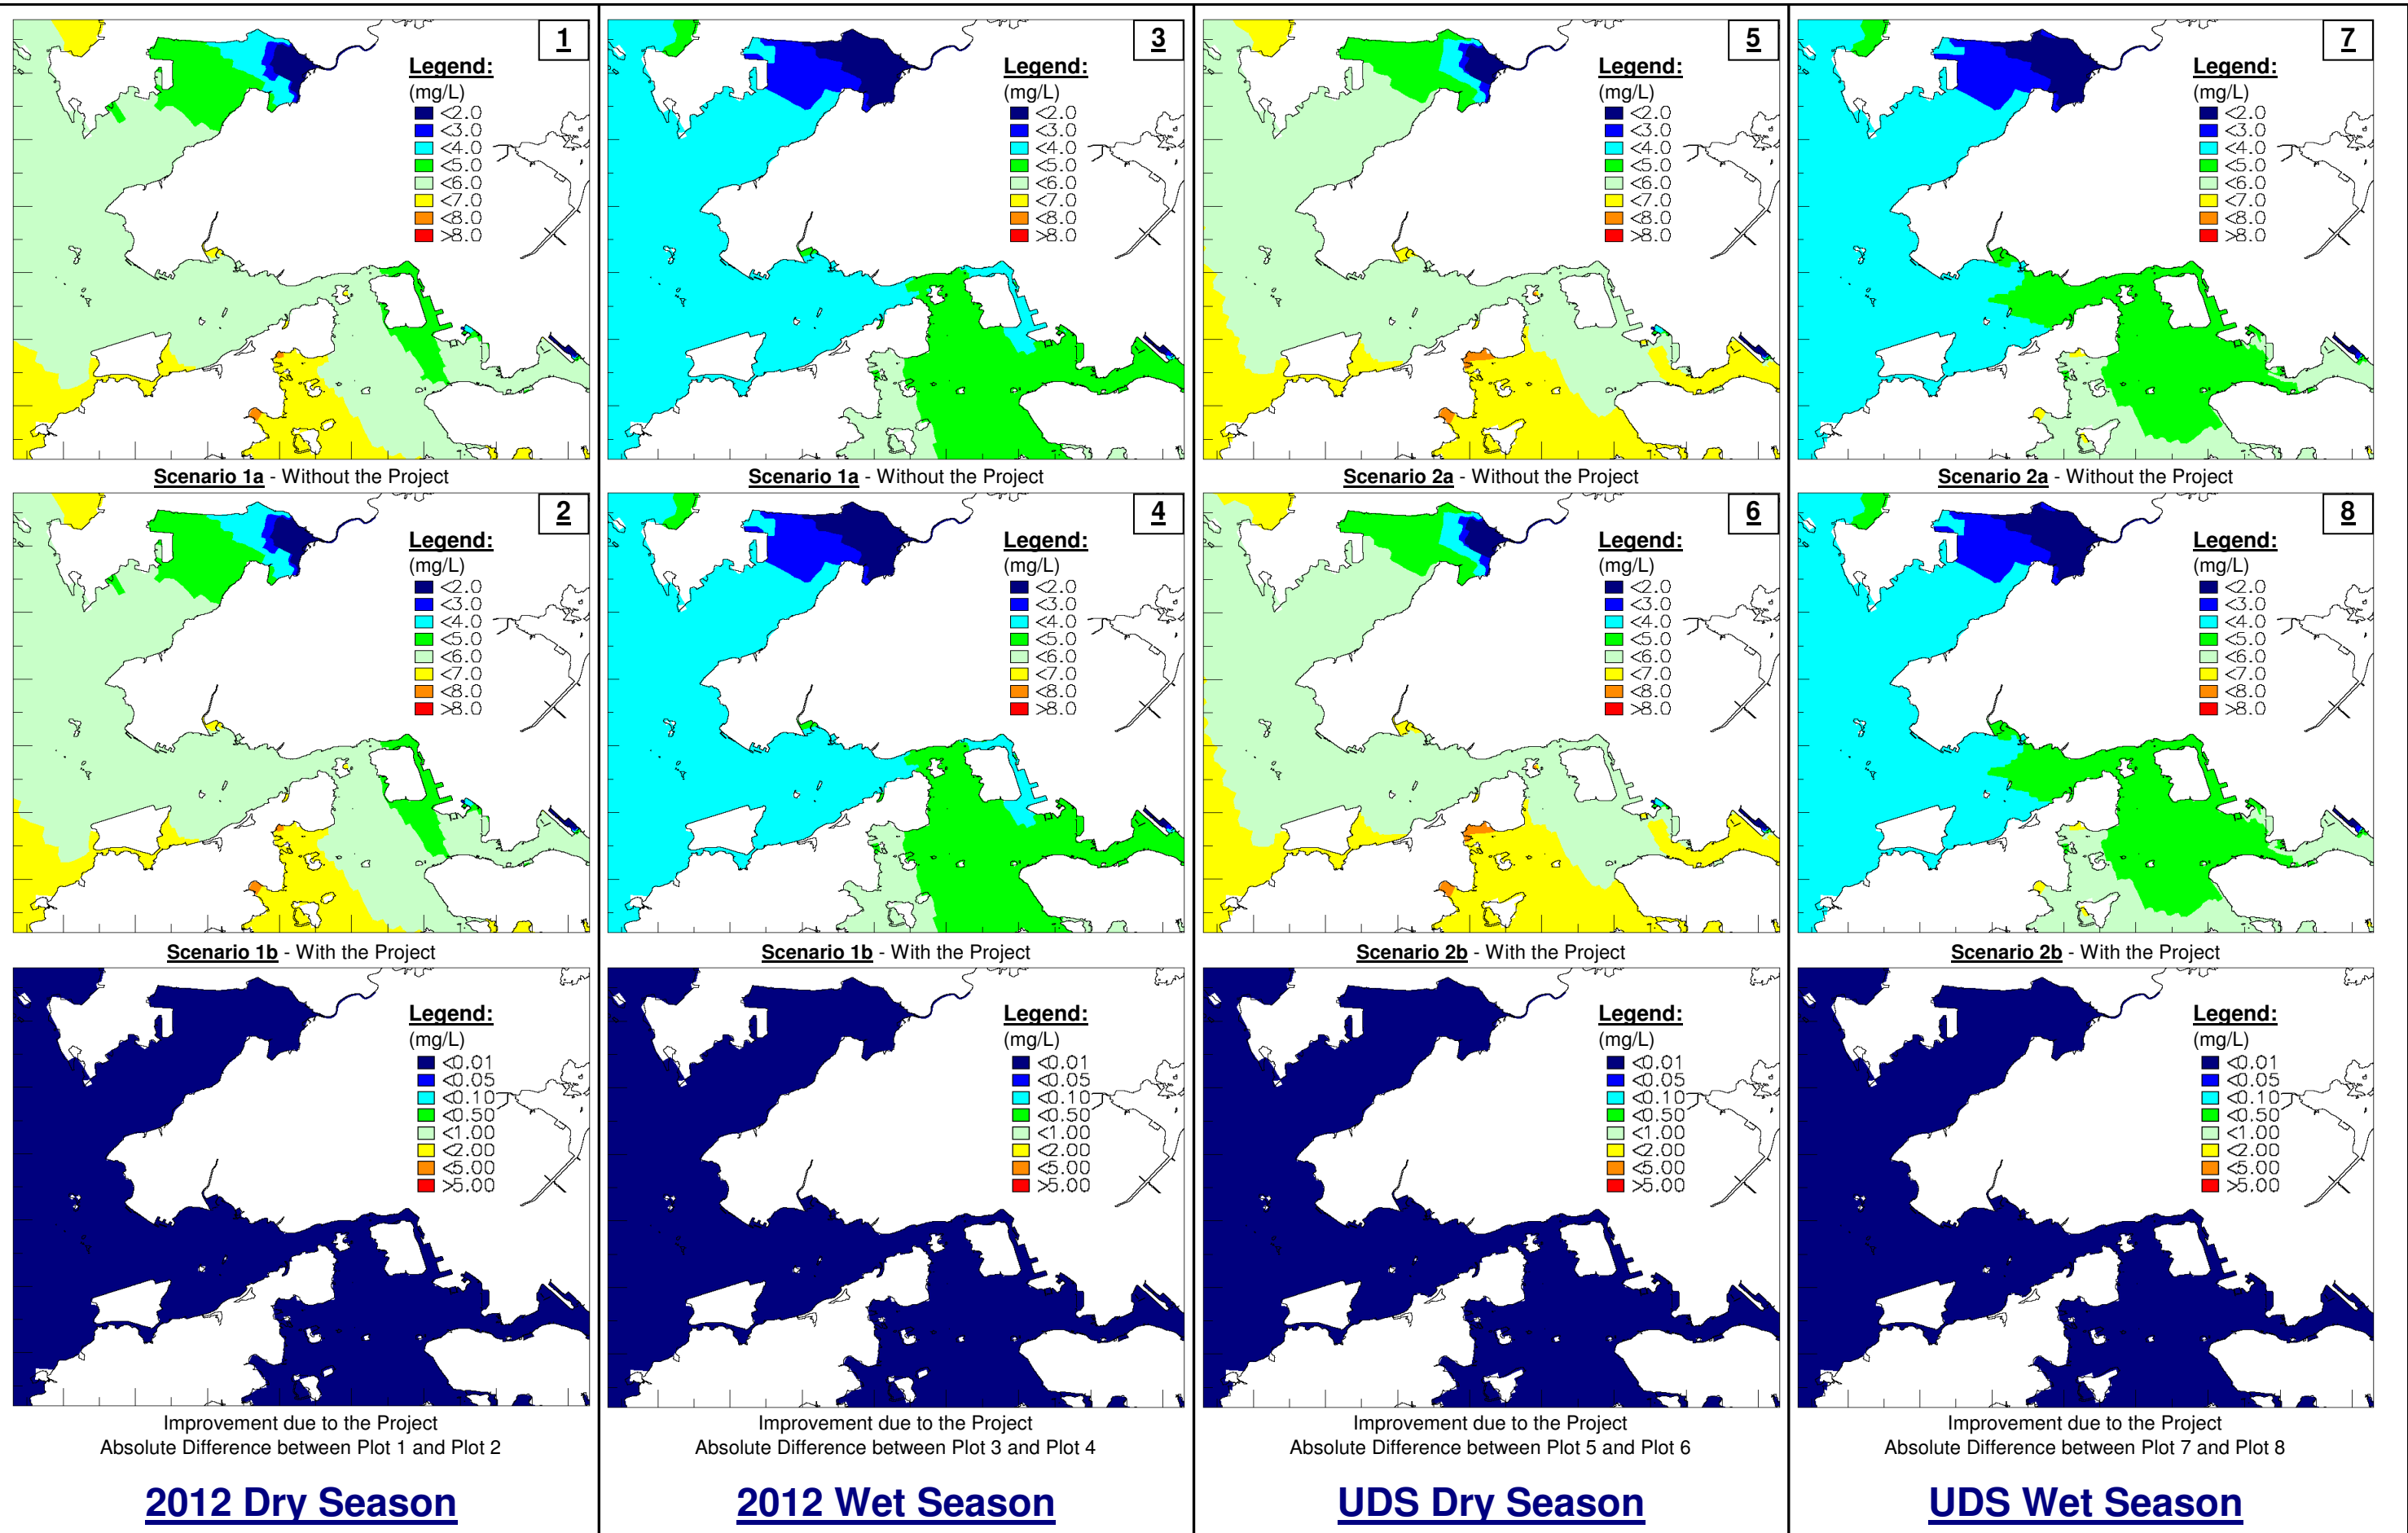 1
Legend:
(mg/L)
<2.0
<3.0
<4.0
<5.0
<6.0
<7.0
<8.0
>8.0
Scenario 1a - Without the Project
2
Legend:
(mg/L)
<2.0
<3.0
<4.0
<5.0
<6.0
<7.0
<8.0
>8.0
Scenario 1b - With the Project
Legend:
(mg/L)
<0.01
<0.05
<0.10
<0.50
<1.00
<2.00
<5.00
>5.00
Improvement due to the Project
Absolute Difference between Plot 1 and Plot 2
2012 Dry Season
3
Legend:
(mg/L)
<2.0
<3.0
<4.0
<5.0
<6.0
<7.0
<8.0
>8.0
Scenario 1a - Without the Project
4
Legend:
(mg/L)
<2.0
<3.0
<4.0
<5.0
<6.0
<7.0
<8.0
>8.0
Scenario 1b - With the Project
Legend:
(mg/L)
<0.01
<0.05
<0.10
<0.50
<1.00
<2.00
<5.00
>5.00
Improvement due to the Project
Absolute Difference between Plot 3 and Plot 4
2012 Wet Season
5
Legend:
(mg/L)
<2.0
<3.0
<4.0
<5.0
<6.0
<7.0
<8.0
>8.0
Scenario 2a - Without the Project
6
Legend:
(mg/L)
<2.0
<3.0
<4.0
<5.0
<6.0
<7.0
<8.0
>8.0
Scenario 2b - With the Project
Legend:
(mg/L)
<0.01
<0.05
<0.10
<0.50
<1.00
<2.00
<5.00
>5.00
Improvement due to the Project
Absolute Difference between Plot 5 and Plot 6
UDS Dry Season
7
Legend:
(mg/L)
<2.0
<3.0
<4.0
<5.0
<6.0
<7.0
<8.0
>8.0
Scenario 2a - Without the Project
8
Legend:
(mg/L)
<2.0
<3.0
<4.0
<5.0
<6.0
<7.0
<8.0
>8.0
Scenario 2b - With the Project
Legend:
(mg/L)
<0.01
<0.05
<0.10
<0.50
<1.00
<2.00
<5.00
>5.00
Improvement due to the Project
Absolute Difference between Plot 7 and Plot 8
UDS Wet Season